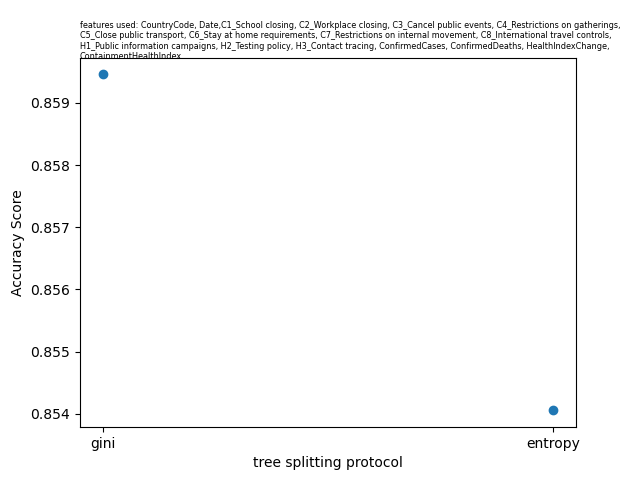 features used: CountryCode, Date,C1_School closing, C2_Workplace closing, C3_Cancel public events, C4_Restrictions on gatherings,
C5_Close public transport, C6_Stay at home requirements, C7_Restrictions on internal movement, C8_International travel controls,
H1_Public information campaigns, H2_Testing policy, H3_Contact tracing, ConfirmedCases, ConfirmedDeaths, HealthIndexChange,
ContainmentHealthIndex
0.859
0.858
0.857
0.856
0.855
0.854
Accuracy Score
gini
entropy
tree splitting protocol